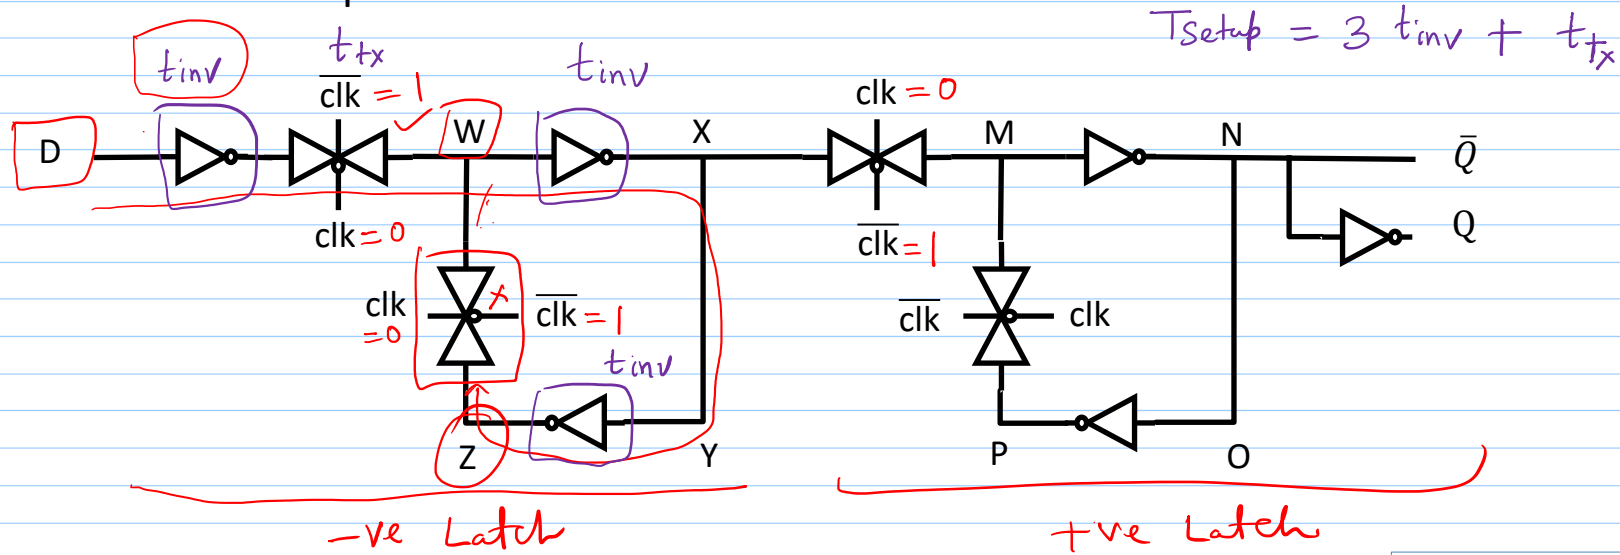 Tsetup = 3 tinv + ttx
tinv
ttx
tinv
clk̅ = 1
clk = 0
D
W
X
M
N
Q̅
clk = 0
clk̅ = 1
Q
clk = 0
clk̅ = 1
clk̅
clk
tinv
Z
Y
P
O
-ve Latch
+ve Latch